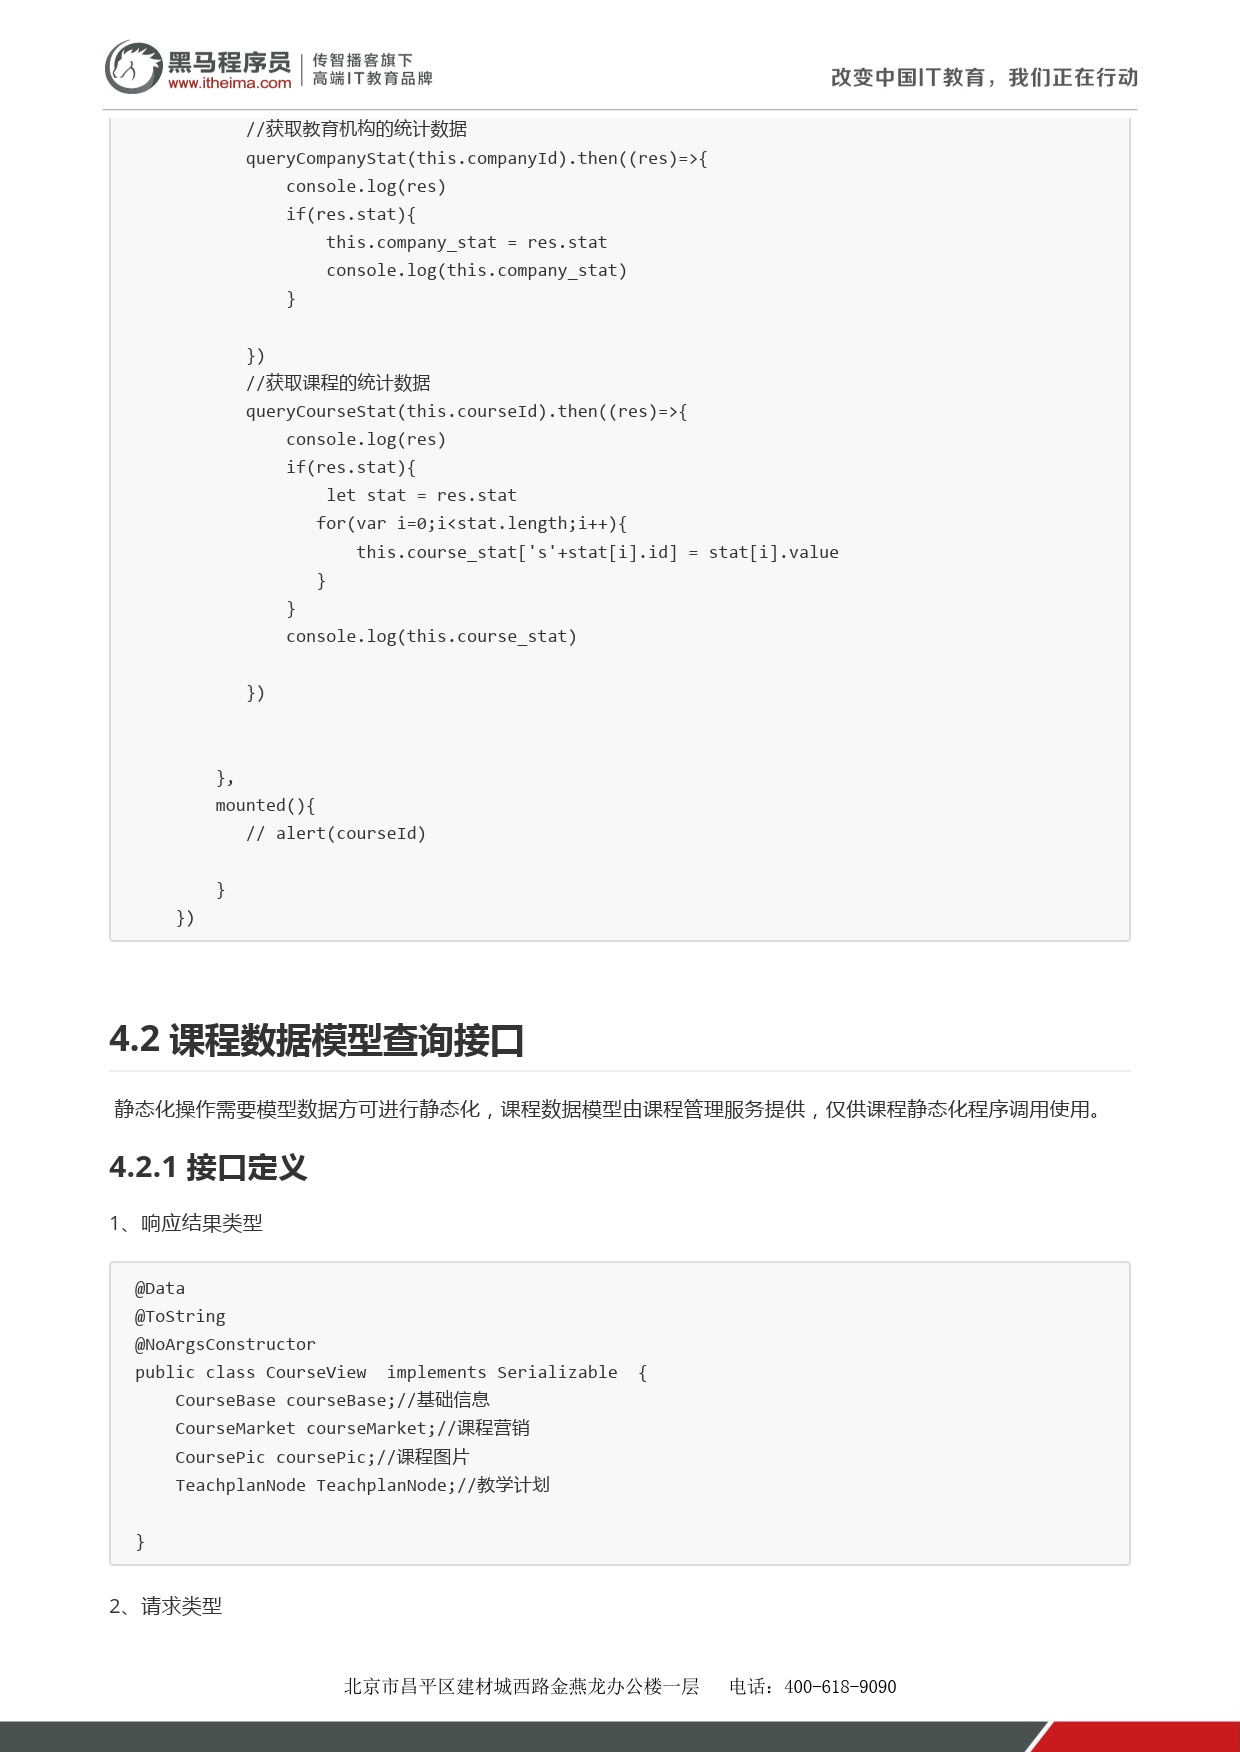 黑马程序员
www.itheima.com
传智播客旗下
高端IT教育品牌
改变中国IT教育，我们正在行动
//获取教育机构的统计数据
queryCompanyStat(this.companyId).then((res)=>{
    console.log(res)
    if(res.stat){
        this.company_stat = res.stat
        console.log(this.company_stat)
    }
})
//获取课程的统计数据
queryCourseStat(this.courseId).then((res)=>{
    console.log(res)
    if(res.stat){
        let stat = res.stat
       for(var i=0;i<stat.length;i++){
           this.course_stat['s'+stat[i].id] = stat[i].value
       }
    }
    console.log(this.course_stat)
})
},
mounted(){
   // alert(courseId)
}
})
4.2 课程数据模型查询接口
静态化操作需要模型数据方可进行静态化，课程数据模型由课程管理服务提供，仅供课程静态化程序调用使用。
4.2.1 接口定义
1、响应结果类型
@Data
@ToString
@NoArgsConstructor
public class CourseView  implements Serializable  {
    CourseBase courseBase;//基础信息
    CourseMarket courseMarket;//课程营销
    CoursePic coursePic;//课程图片
    TeachplanNode TeachplanNode;//教学计划
}
2、请求类型
北京市昌平区建材城西路金燕龙办公楼一层   电话：400-618-9090